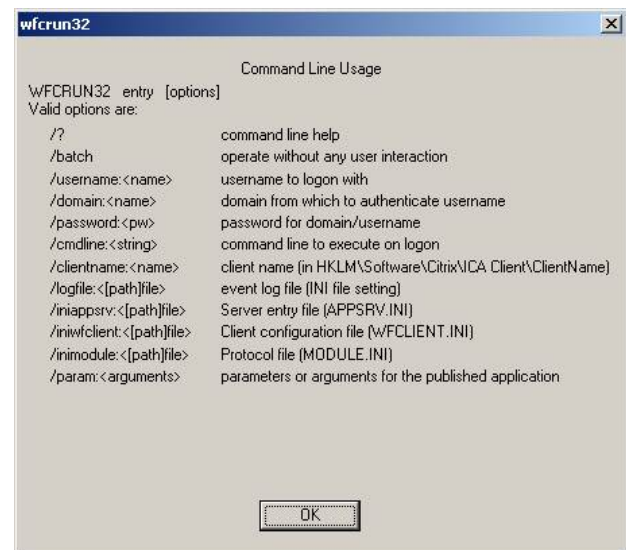 wfcrun32
Command Line Usage
WFCRUN32 entry [options]
Valid options are:
/? command line help
/batch operate without any user interaction
/username:<name> username to logon with
/domain:<name> domain from which to authenticate username
/password:<pw> password for domain/username
/cmdline:<string> command line to execute on logon
/clientname:<name> client name (in HKLM\Software\Citrix\ICA Client\ClientName)
/logfile:<[path]file> event log file (INI file setting)
/iniappsrv:<[path]file> Server entry file (APPSRV.INI)
/iniwfclient:<[path]file> Client configuration file (WFCLIENT.INI)
/inimodule:<[path]file> Protocol file (MODULE.INI)
/param:<arguments> parameters or arguments for the published application
OK